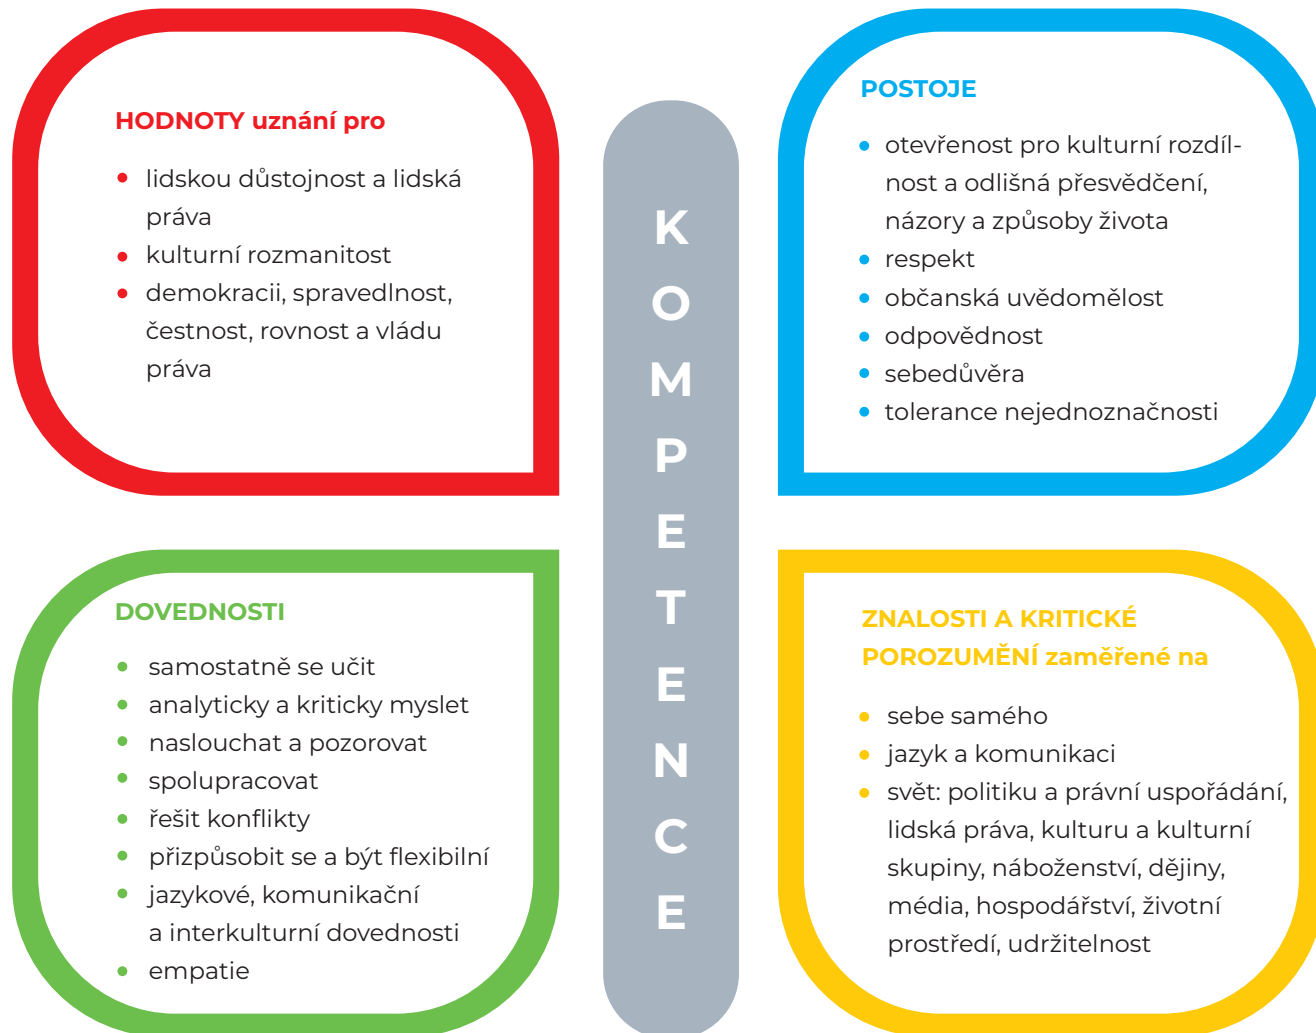 HODNOTY uznání pro
lidskou důstojnost a lidská
práva
kulturní rozmanitost
demokracii, spravedlnost,
čestnost, rovnost a vládu
práva
POSTOJE
otevřenost pro kulturní rozdíl-
nost a odlišná přesvědčení,
názory a způsoby života
respekt
občanská uvědomělost
odpovědnost
sebedůvěra
tolerance nejednoznačnosti
K
O
M
P
E
T
E
N
C
E
DOVEDNOSTI
samostatně se učit
analyticky a kriticky myslet
naslouchat a pozorovat
spolupracovat
řešit konflikty
přizpůsobit se a být flexibilní
jazykové, komunikační
a interkulturní dovednosti
empatie
ZNALOSTI A KRITICKÉ
POROZUMĚNÍ zaměřené na
sebe samého
jazyk a komunikaci
svět: politiku a právní uspořádání,
lidská práva, kulturu a kulturní
skupiny, náboženství, dějiny,
média, hospodářství, životní
prostředí, udržitelnost